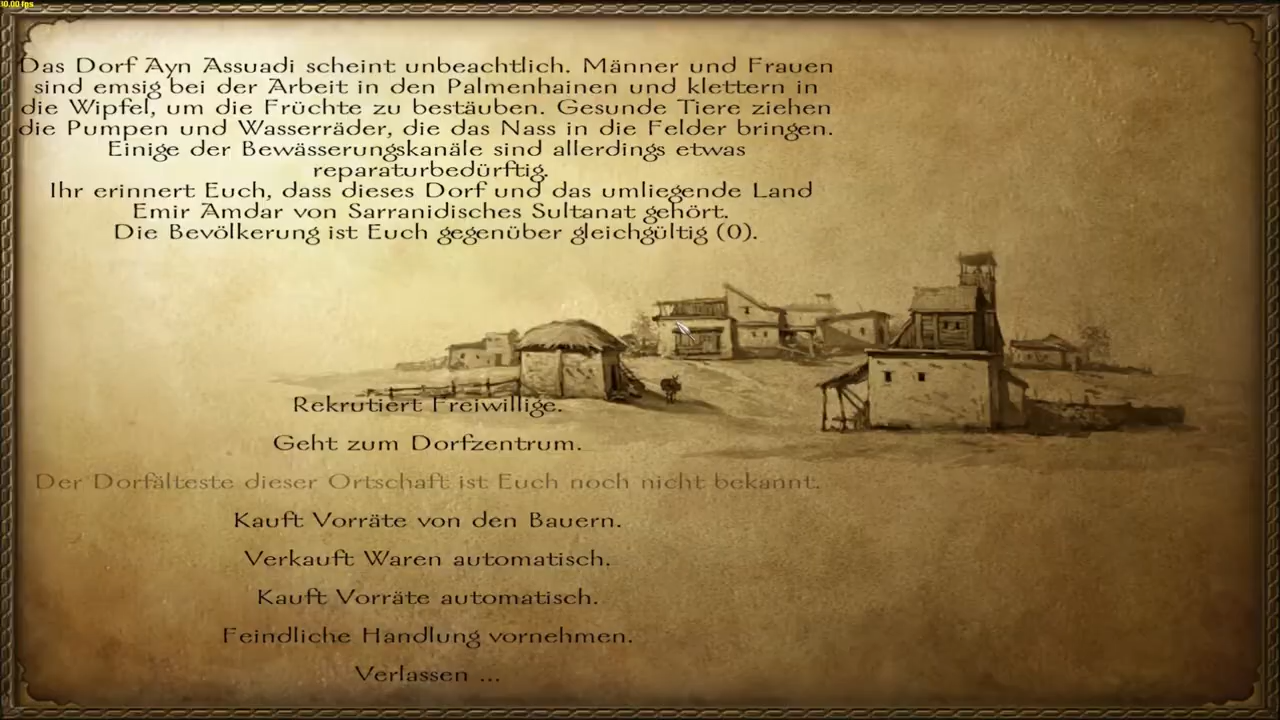 10.00 fps
Das Dorf Ayn Assuadi scheint unbeachtlich. Männer und Frauen
sind emsig bei der Arbeit in den Palmenhainen und klettern in
die Wipfel, um die Früchte zu bestäuben. Gesunde Tiere ziehen
die Pumpen und Wasserräder, die das Nass in die Felder bringen.
Einige der Bewässerungskanäle sind allerdings etwas
reparaturbedürftig.
Ihr erinnert Euch, dass dieses Dorf und das umliegende Land
Emir Amdar von Sarranidisches Sultanat gehört.
Die Bevölkerung ist Euch gegenüber gleichgültig (0).
Rekrutiert Freiwillige.
Geht zum Dorfzentrum.
Der Dorfälteste dieser Ortschaft ist Euch noch nicht bekannt.
Kauft Vorräte von den Bauern.
Verkauft Waren automatisch.
Kauft Vorräte automatisch.
Feindliche Handlung vornehmen.
Verlassen ...